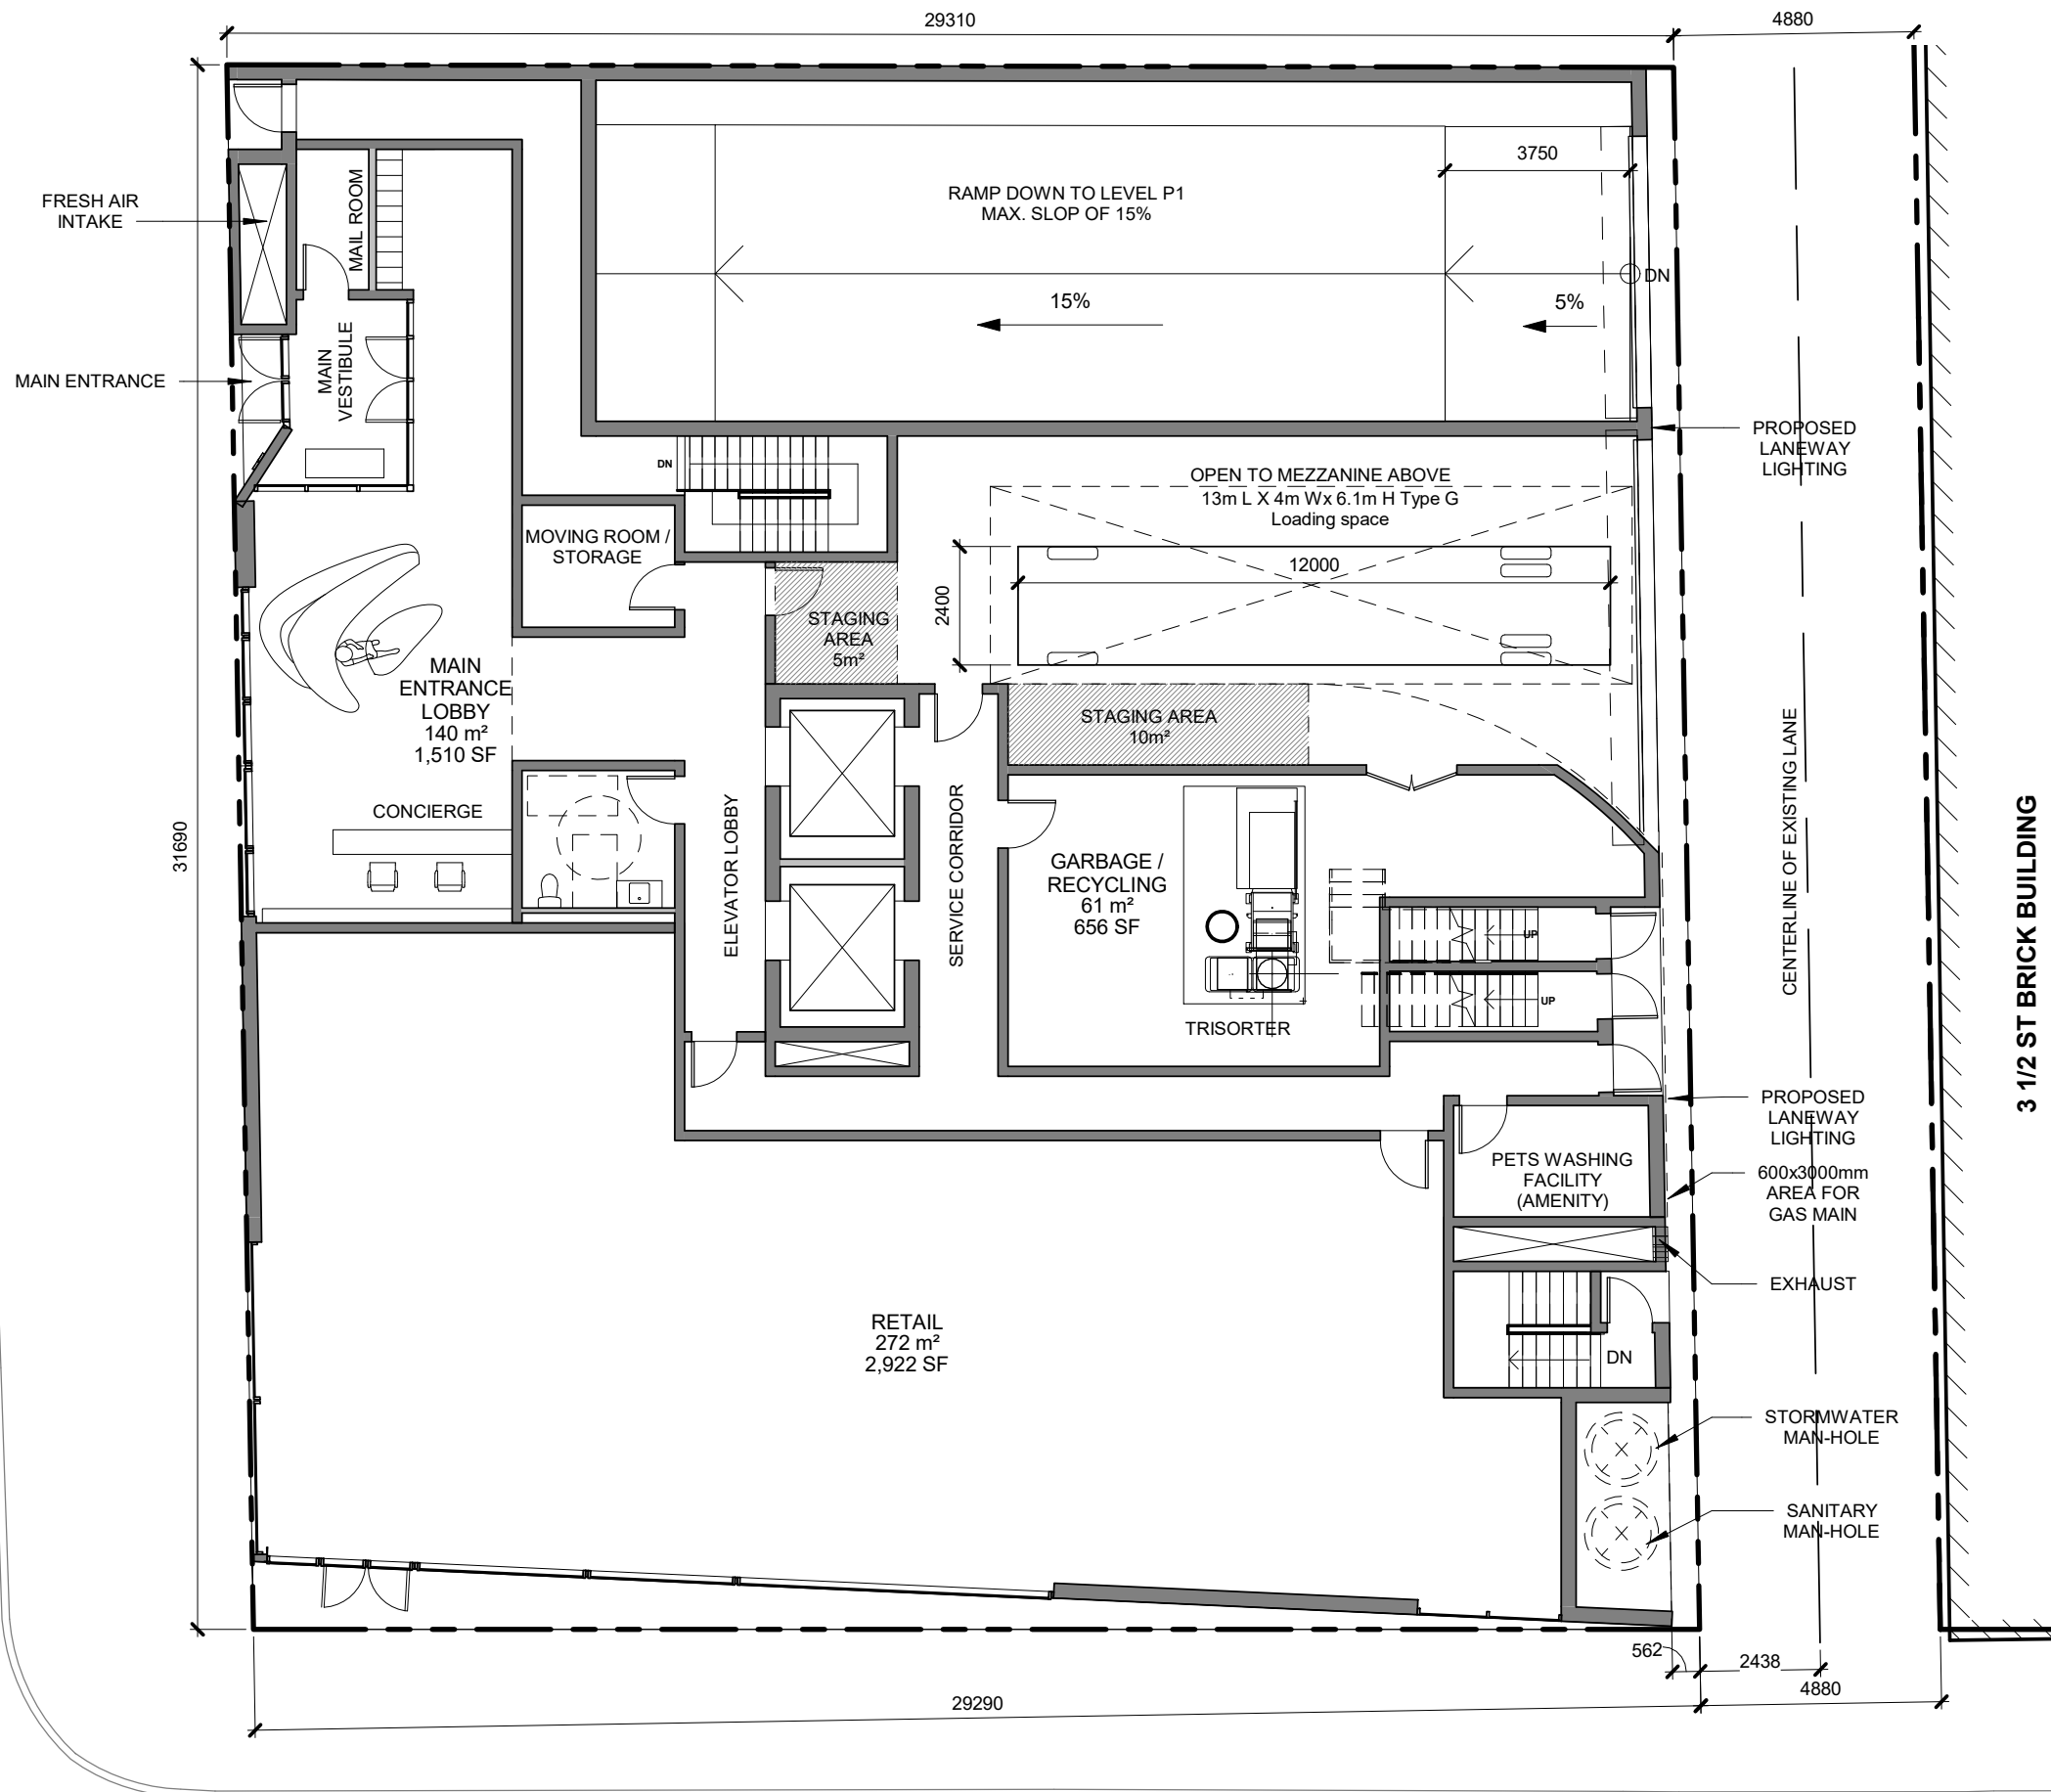 29310
4880
3750
FRESH AIR
INTAKE
MAIL ROOM
RAMP DOWN TO LEVEL P1
MAX. SLOP OF 15%
DN
15%
5%
MAIN ENTRANCE
MAIN
VESTIBULE
PROPOSED
LANEWAY
LIGHTING
DN
OPEN TO MEZZANINE ABOVE
13m L X 4m Wx 6.1m H Type G
Loading space
MOVING ROOM /
STORAGE
12000
2400
STAGING
AREA
5m²
MAIN
ENTRANCE
LOBBY
140 m²
1,510 SF
STAGING AREA
10m²
CENTERLINE OF EXISTING LANE
3 1/2 ST BRICK BUILDING
31690
CONCIERGE
ELEVATOR LOBBY
SERVICE CORRIDOR
GARBAGE /
RECYCLING
61 m²
656 SF
UP
UP
TRISORTER
PROPOSED
LANEWAY
LIGHTING
PETS WASHING
FACILITY
(AMENITY)
600x3000mm
AREA FOR
GAS MAIN
EXHAUST
RETAIL
272 m²
2,922 SF
DN
STORMWATER
MAN-HOLE
SANITARY
MAN-HOLE
562
2438
4880
29290